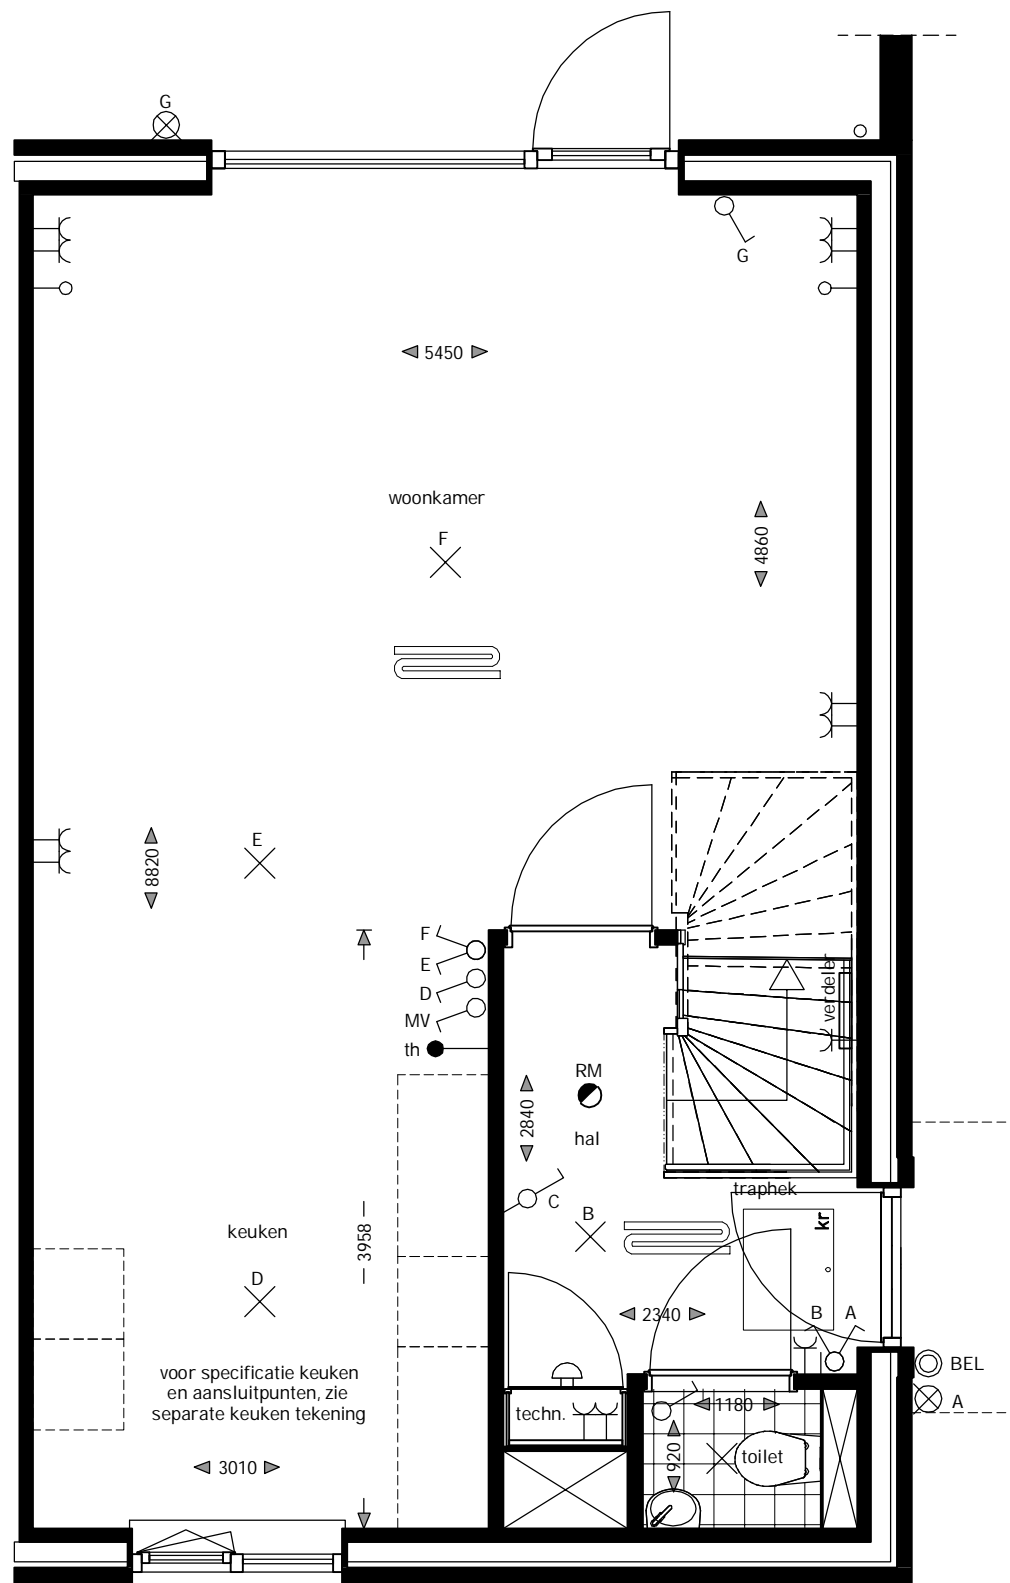 G
G
5450
woonkamer
F
4860
E
8820
F
E
D
MV
th
verdeler
RM
2840
hal
C
traphek
B
kr
keuken
3958
D
2340
B A
BEL
A
voor specificatie keuken
en aansluitpunten, zie
separate keuken tekening
techn.
1180
920
toilet
3010